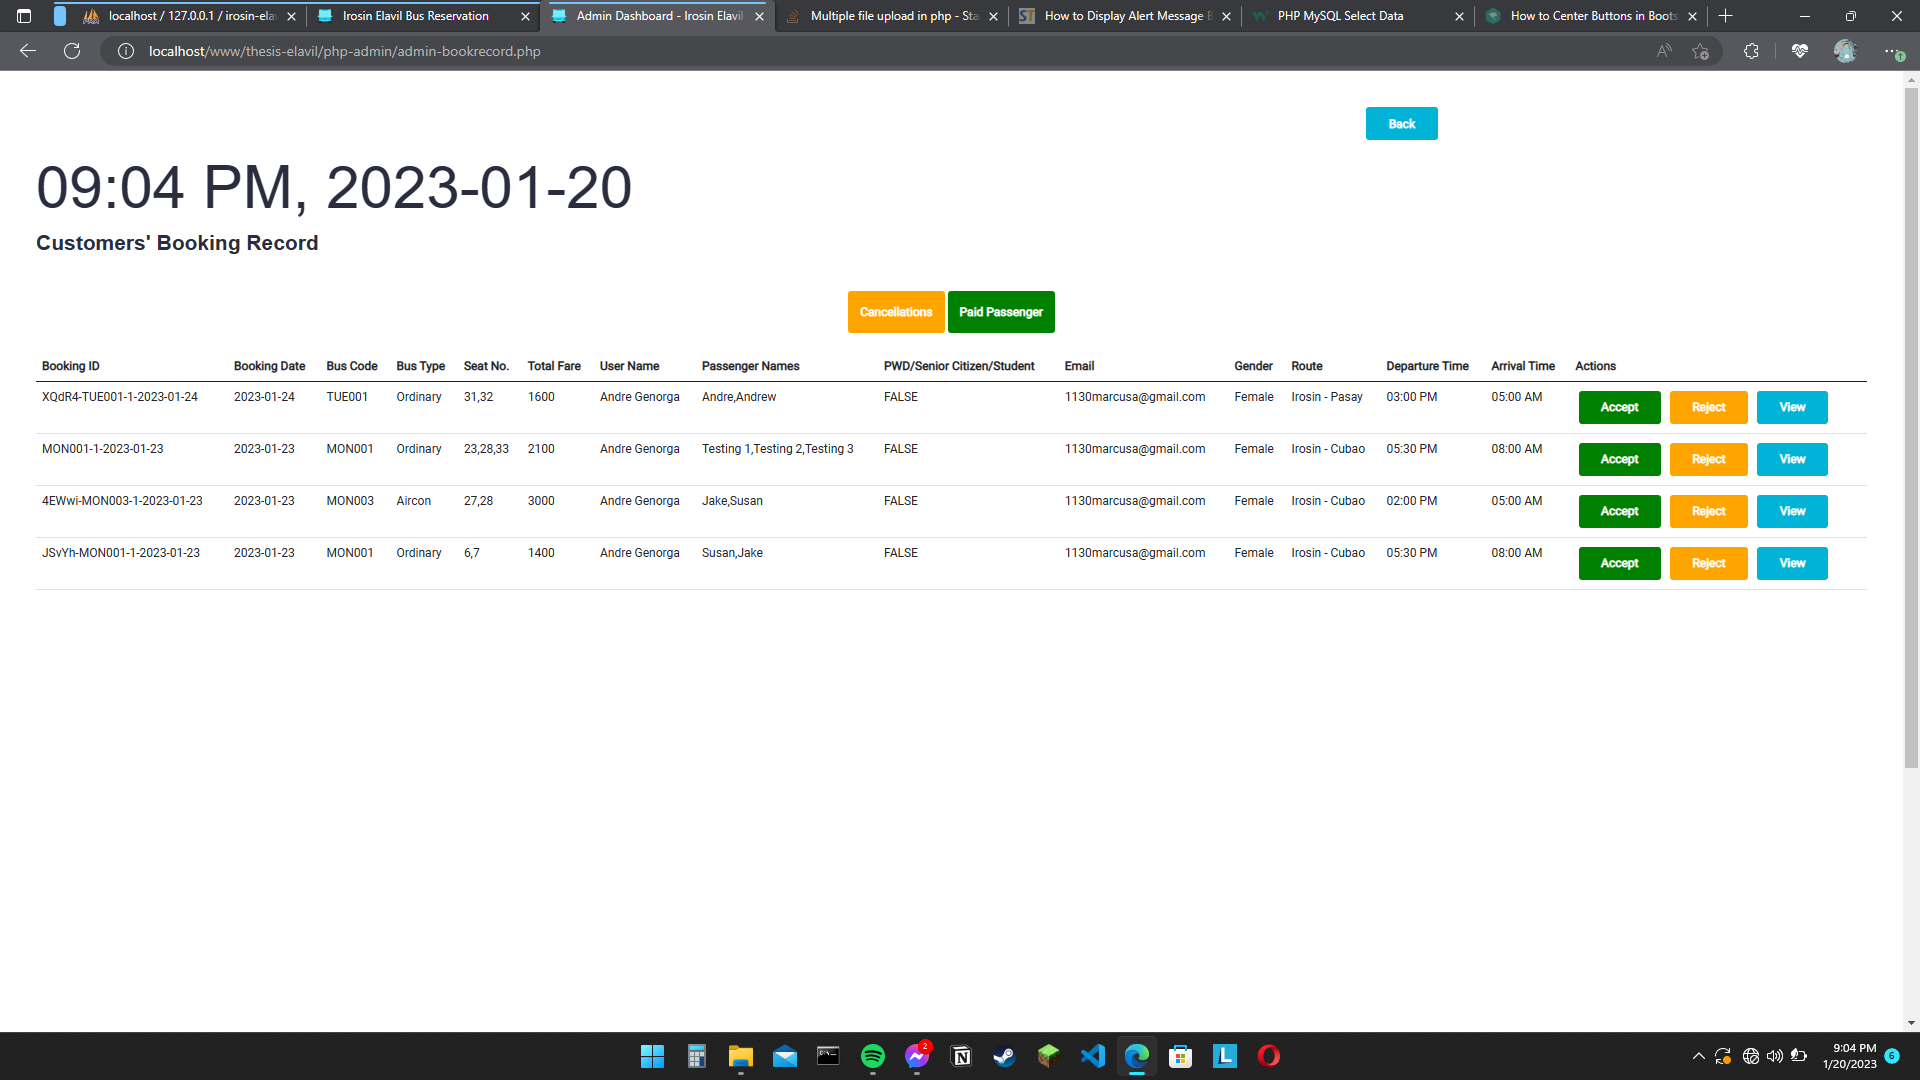 localhost / 127.0.0.1 / irosin-ela
Irosin Elavil Bus Reservation
Admin Dashboard - Irosin Elavil
Multiple file upload in php - Sta
How to Display Alert Message B
PHP MySQL Select Data
How to Center Buttons in Boots
localhost/www/thesis-elavil/php-admin/admin-bookrecord.php
Back
09:04 PM, 2023-01-20
Customers' Booking Record
Cancellations Paid Passenger
Booking ID Booking Date Bus Code Bus Type Seat No. Total Fare User Name Passenger Names PWD/Senior Citizen/Student Email Gender Route Departure Time Arrival Time Actions
XQdR4-TUE001-1-2023-01-24 2023-01-24 TUE001 Ordinary 31,32 1600 Andre Genorga Andre,Andrew FALSE 1130marcusa@gmail.com Female Irosin - Pasay 03:00 PM 05:00 AM Accept Reject View
MON001-1-2023-01-23 2023-01-23 MON001 Ordinary 23,28,33 2100 Andre Genorga Testing 1,Testing 2,Testing 3 FALSE 1130marcusa@gmail.com Female Irosin - Cubao 05:30 PM 08:00 AM Accept Reject View
4EWwi-MON003-1-2023-01-23 2023-01-23 MON003 Aircon 27,28 3000 Andre Genorga Jake,Susan FALSE 1130marcusa@gmail.com Female Irosin - Cubao 02:00 PM 05:00 AM Accept Reject View
JSvYh-MON001-1-2023-01-23 2023-01-23 MON001 Ordinary 6,7 1400 Andre Genorga Susan,Jake FALSE 1130marcusa@gmail.com Female Irosin - Cubao 05:30 PM 08:00 AM Accept Reject View
2
9:04 PM
1/20/2023
6